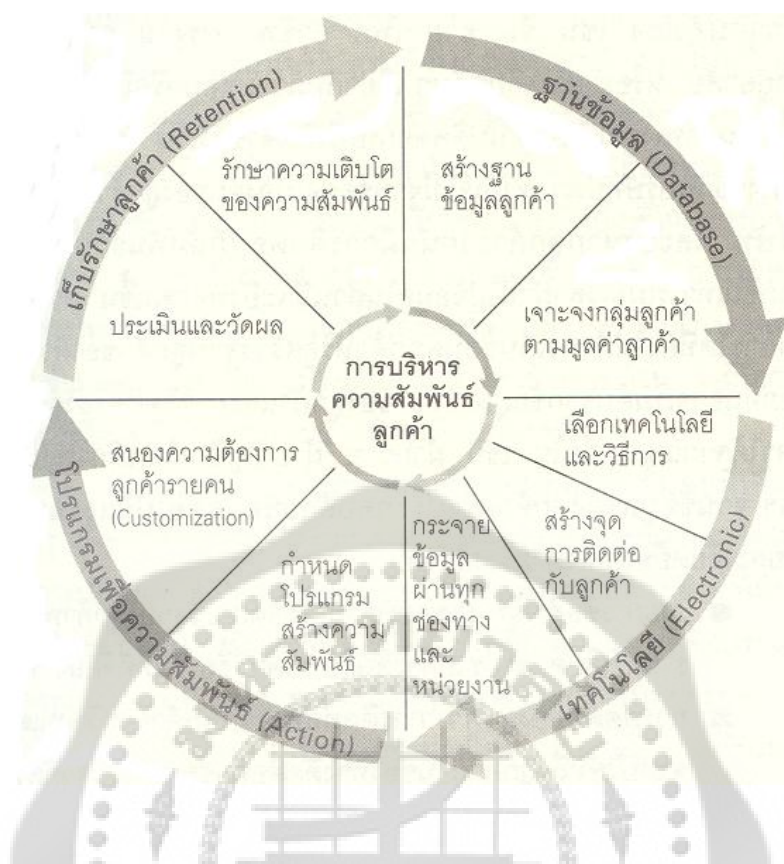 ฐานข้อมูล (Database)
สร้างฐาน
ข้อมูลลูกค้า
เจาะจงกลุ่มลูกค้า
ตามมูลค่าลูกค้า
เทคโนโลยี (Electronic)
เลือกเทคโนโลยี
และวิธีการ
สร้างจุด
การติดต่อ
กับลูกค้า
กระจาย
ข้อมูล
ผ่านทุก
ช่องทาง
และ
หน่วยงาน
โปรแกรมเพื่อความสัมพันธ์ (Action)
กำหนด
โปรแกรม
สร้างความ
สัมพันธ์
สนองความต้องการ
ลูกค้ารายคน
(Customization)
เก็บรักษาลูกค้า (Retention)
ประเมินและวัดผล
รักษาความเติบโต
ของความสัมพันธ์
การบริหาร
ความสัมพันธ์
ลูกค้า